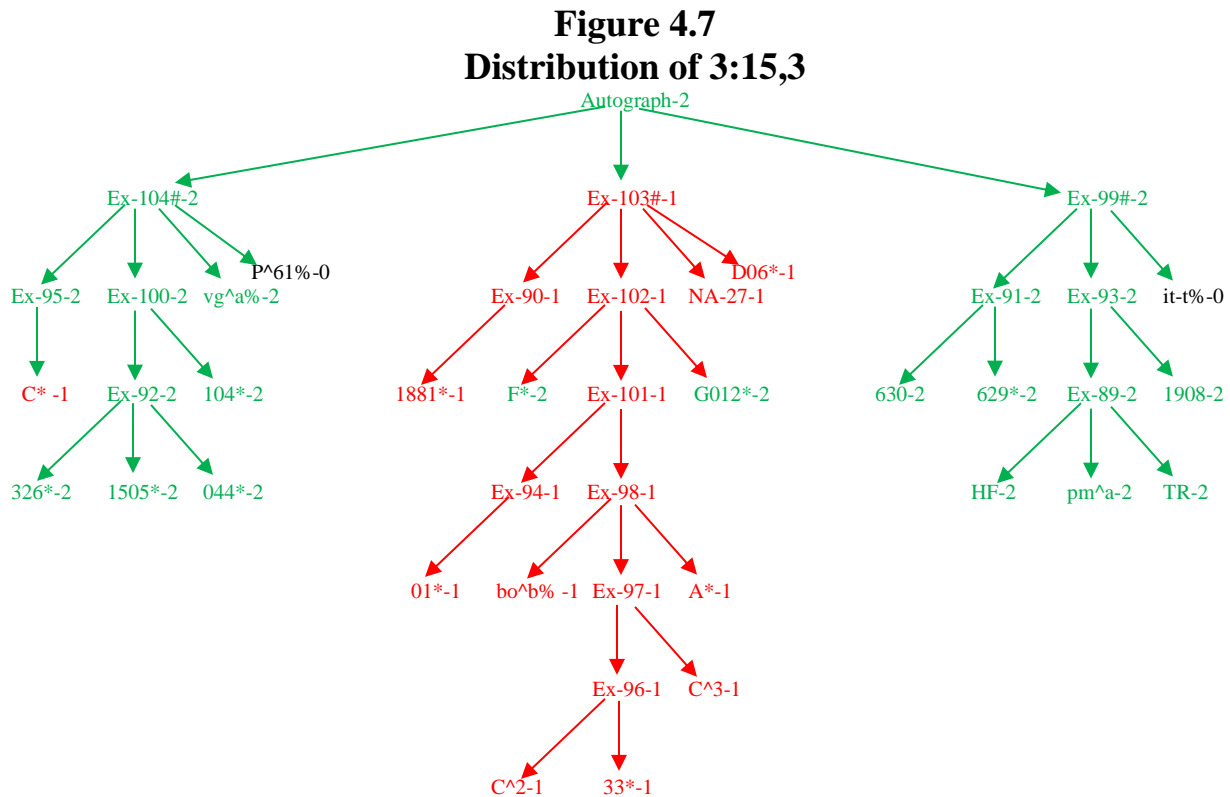 Figure 4.7
Distribution of 3:15,3
Autograph-2
Ex-104#-2 Ex-103#-1 Ex-99#-2
P^61%-0 D06*-1
Ex-95-2 Ex-100-2 vg^a%-2 Ex-90-1 Ex-102-1 NA-27-1 Ex-91-2 Ex-93-2 it-t%-0
C* -1 Ex-92-2 104*-2 1881*-1 F*-2 Ex-101-1 G012*-2 630-2 629*-2 Ex-89-2 1908-2
326*-2 1505*-2 044*-2 Ex-94-1 Ex-98-1 HF-2 pm^a-2 TR-2
01*-1 bo^b% -1 Ex-97-1 A*-1
Ex-96-1 C^3-1
C^2-1 33*-1